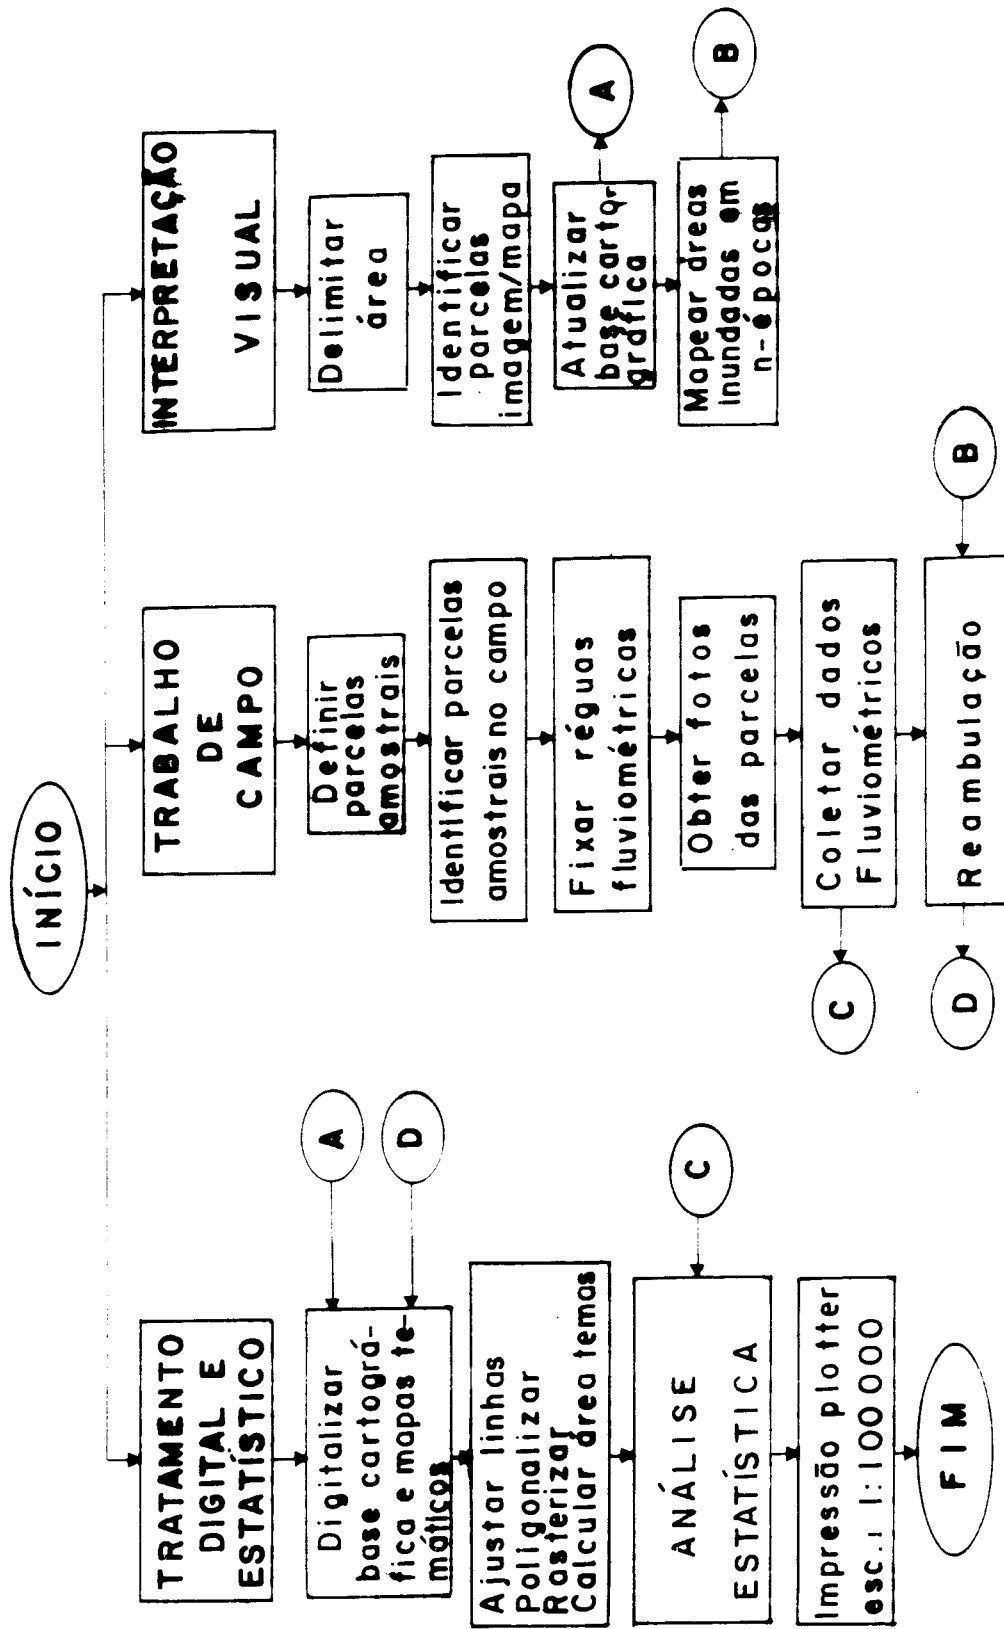 INÍCIO
TRATAMENTO
DIGITAL E
ESTATÍSTICO
Digitalizar
base cartográ-
fica e mapas te-
máticos
A
D
Ajustar linhas
Poligonalizar
Rasterizar
Calcular área temas
ANÁLISE
ESTATÍSTICA
C
Impressão plotter
esc.: 1:100000
FIM
TRABALHO
DE
CAMPO
Definir
parcelas
amostrais
Identificar parcelas
amostrais no campo
Fixar réguas
fluviométricas
Obter fotos
das parcelas
Coletar dados
Fluviométricos
C
Reambulação
B
D
INTERPRETAÇÃO
VISUAL
Delimitar
área
Identificar
parcelas
imagem/mapa
Atualizar
base carto-
gráfica
A
Mapear áreas
inundadas em
n-épocas
B